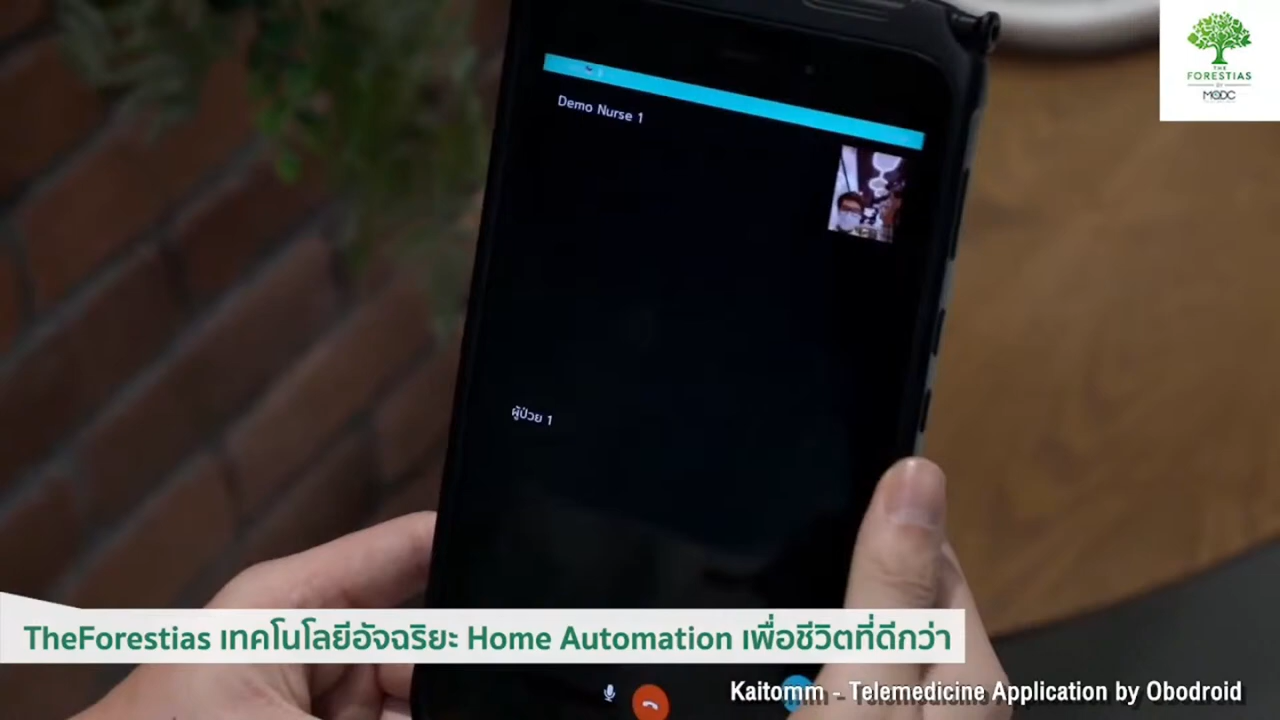 THE
FORESTIAS
BY
MQDC
Demo Nurse 1
ผู้ป่วย 1
TheForestias เทคโนโลยีอัจฉริยะ Home Automation เพื่อชีวิตที่ดีกว่า
Kaitomm - Telemedicine Application by Obodroid